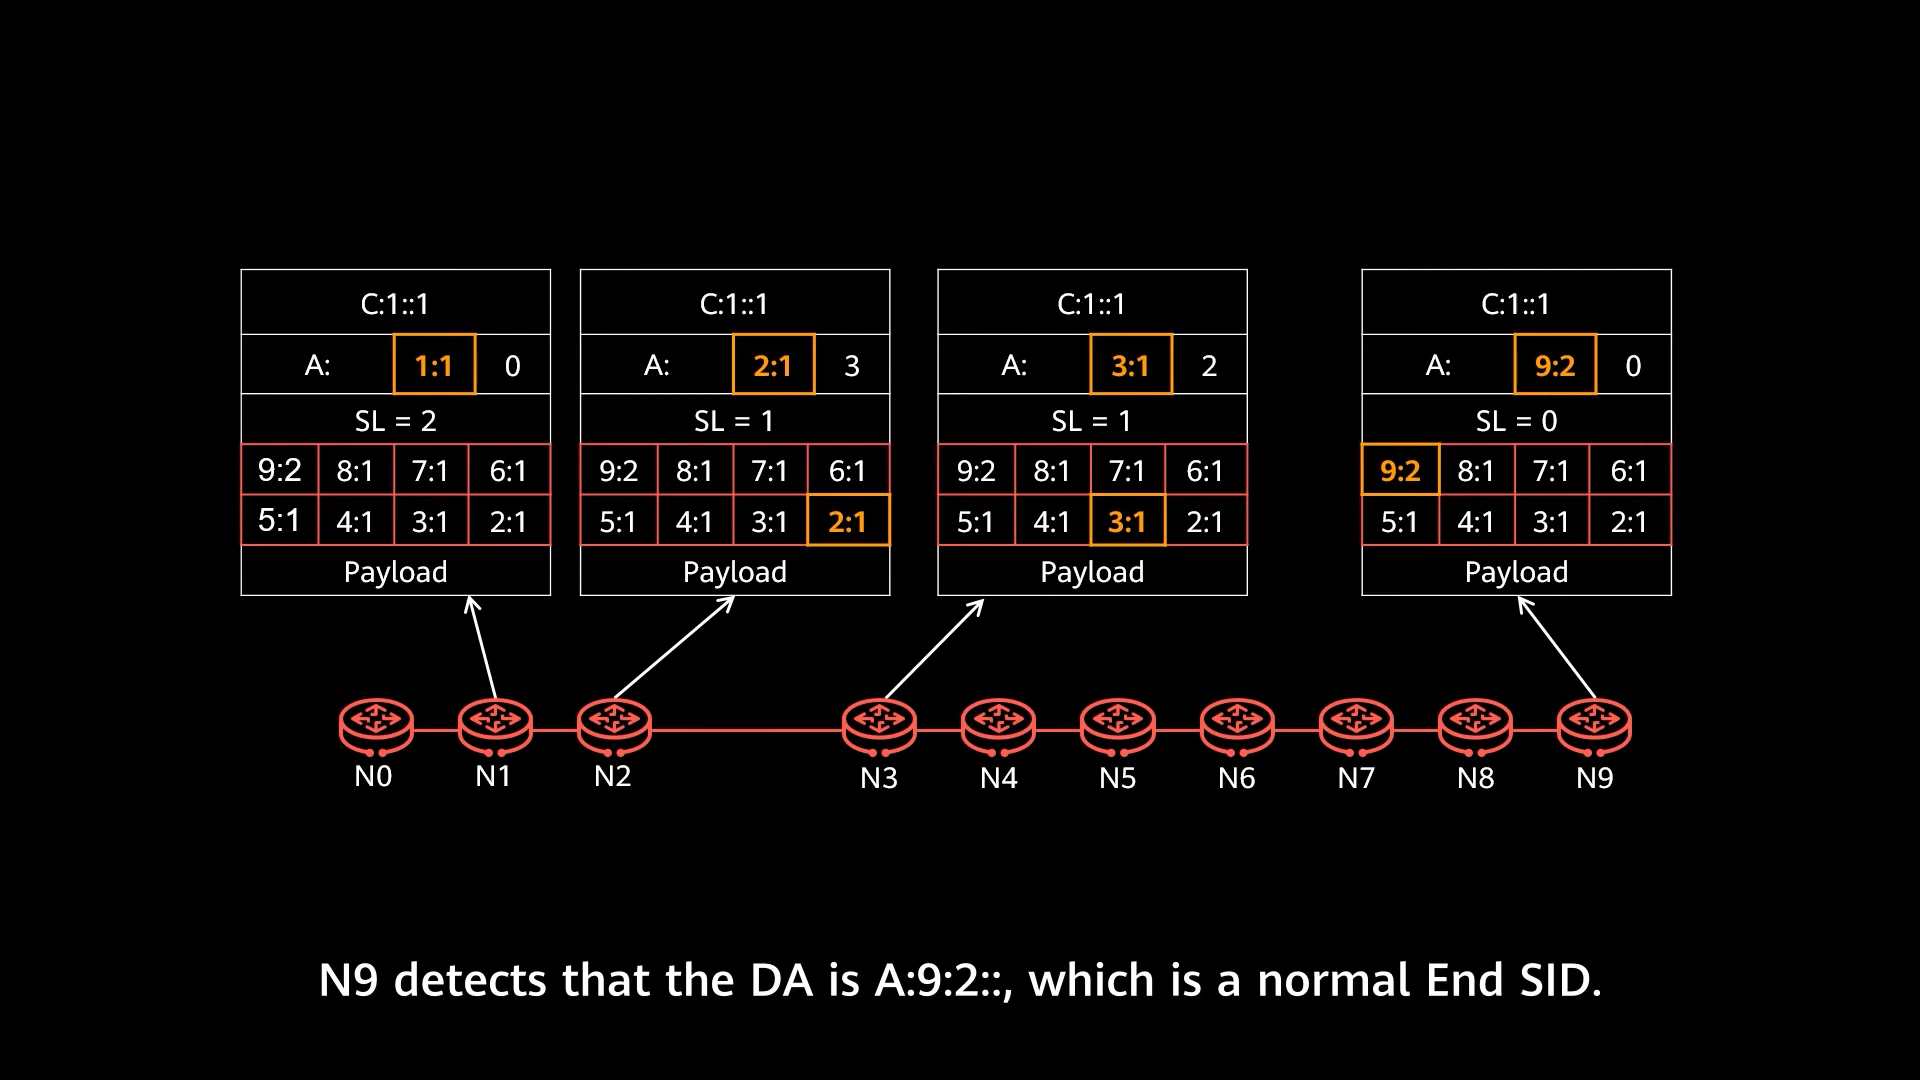 C:1::1
A: 1:1 0
SL = 2
9:2 8:1 7:1 6:1
5:1 4:1 3:1 2:1
Payload
C:1::1
A: 2:1 3
SL = 1
9:2 8:1 7:1 6:1
5:1 4:1 3:1 2:1
Payload
C:1::1
A: 3:1 2
SL = 1
9:2 8:1 7:1 6:1
5:1 4:1 3:1 2:1
Payload
C:1::1
A: 9:2 0
SL = 0
9:2 8:1 7:1 6:1
5:1 4:1 3:1 2:1
Payload
N0 N1 N2 N3 N4 N5 N6 N7 N8 N9
N9 detects that the DA is A:9:2::, which is a normal End SID.